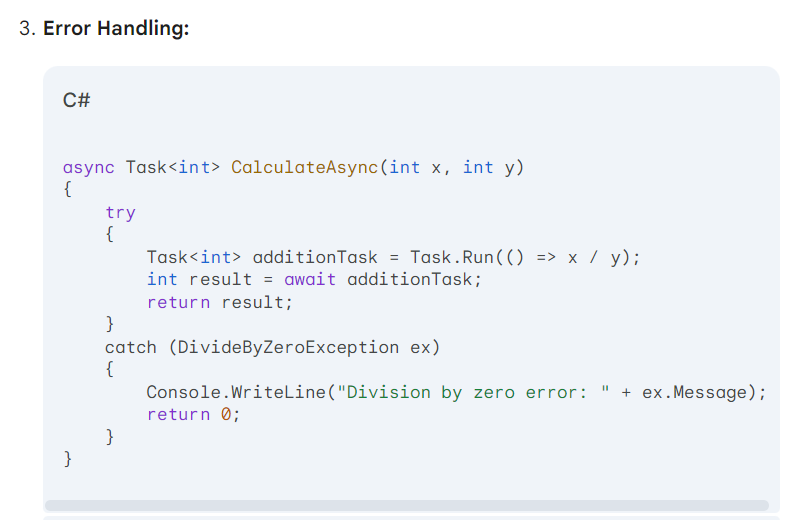 3. Error Handling:
C#
async Task<int> CalculateAsync(int x, int y)
{
    try
    {
        Task<int> additionTask = Task.Run(() => x / y);
        int result = await additionTask;
        return result;
    }
    catch (DivideByZeroException ex)
    {
        Console.WriteLine("Division by zero error: " + ex.Message);
        return 0;
    }
}